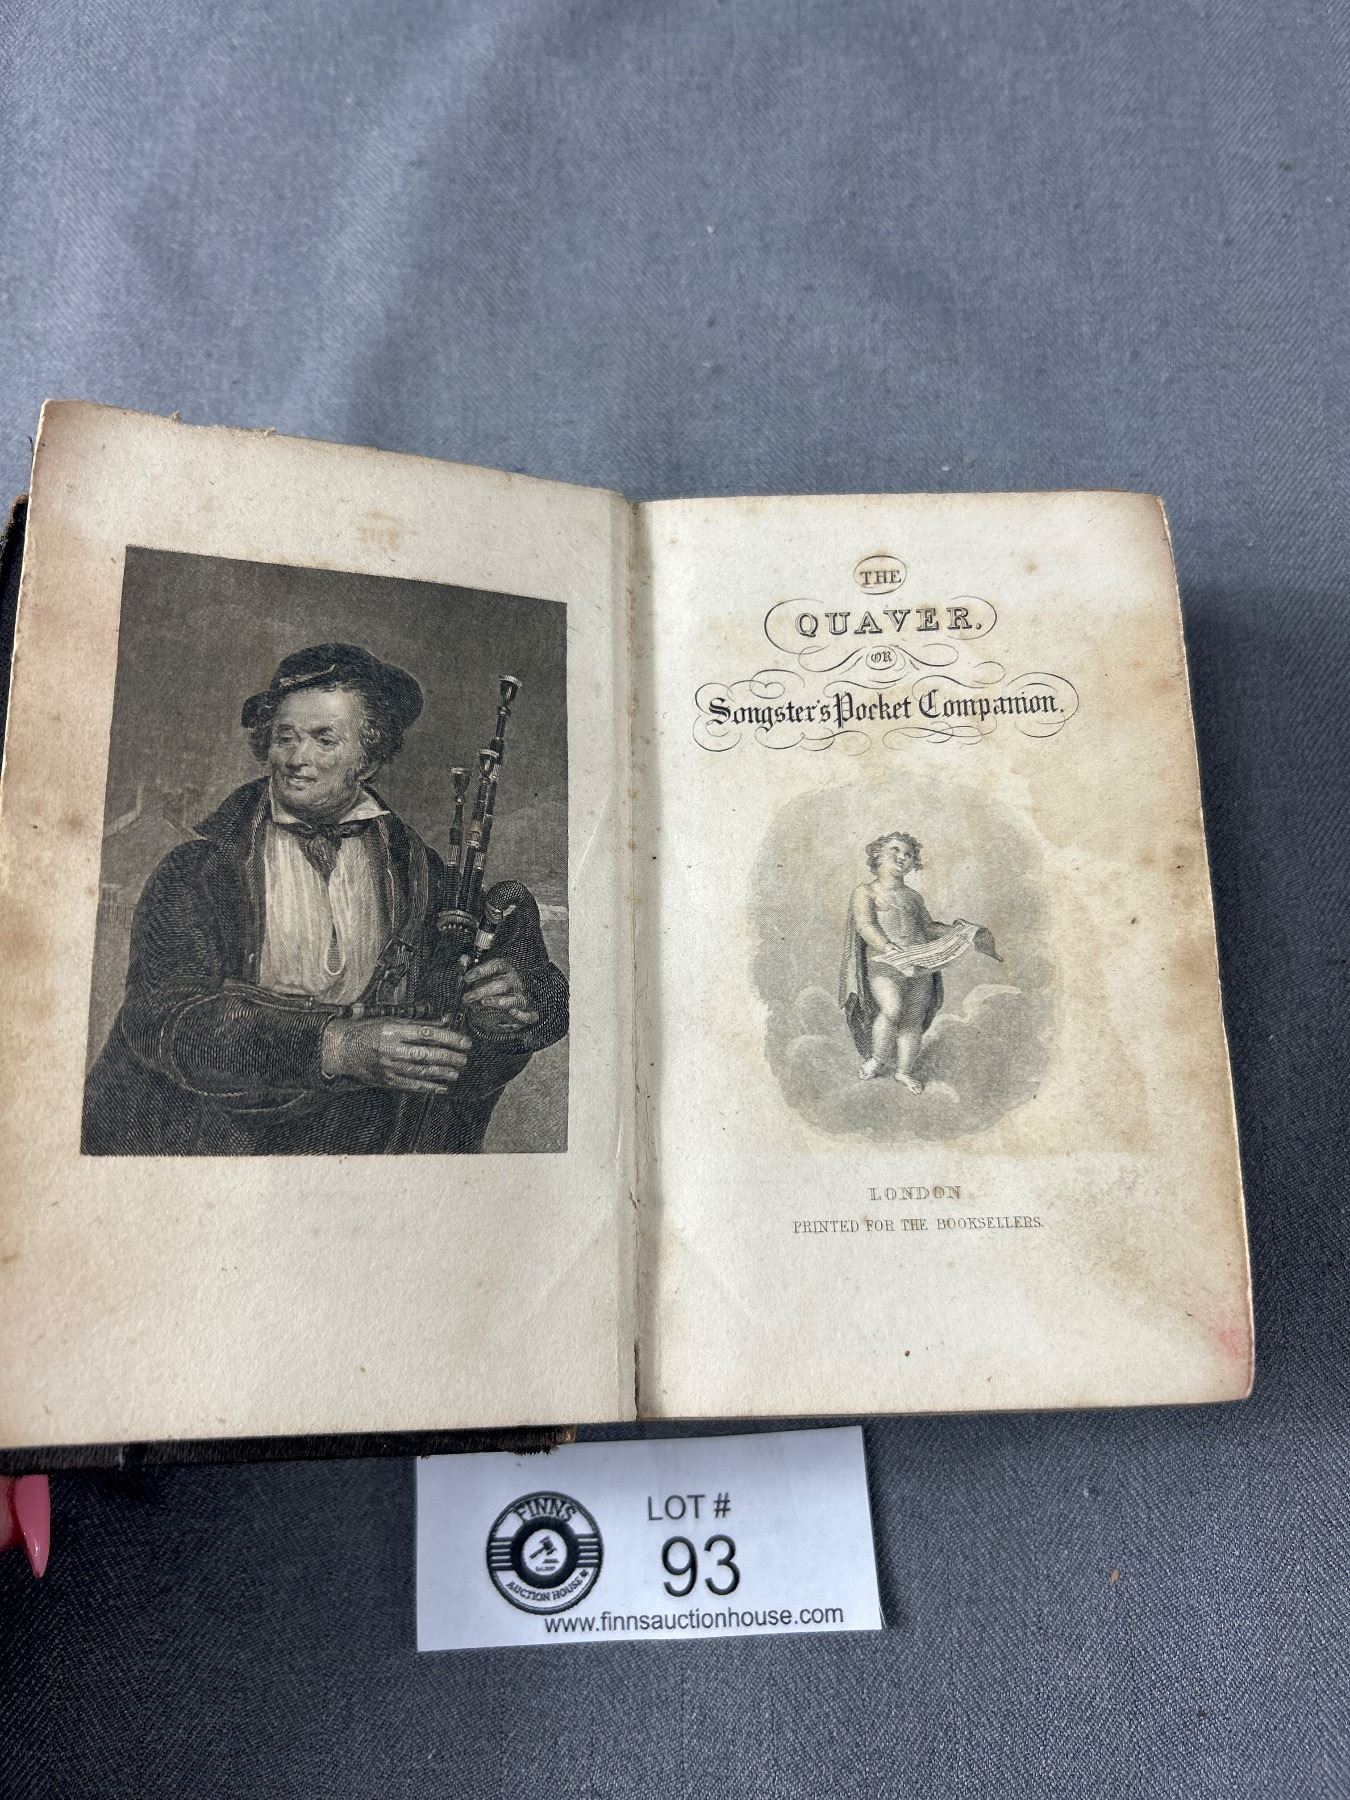 THE
QUAVER.
OR
Songster's Pocket Companion.
LONDON
PRINTED FOR THE BOOKSELLERS.
FINNS
AUCTION HOUSE
LOT #
93
www.finnsauctionhouse.com